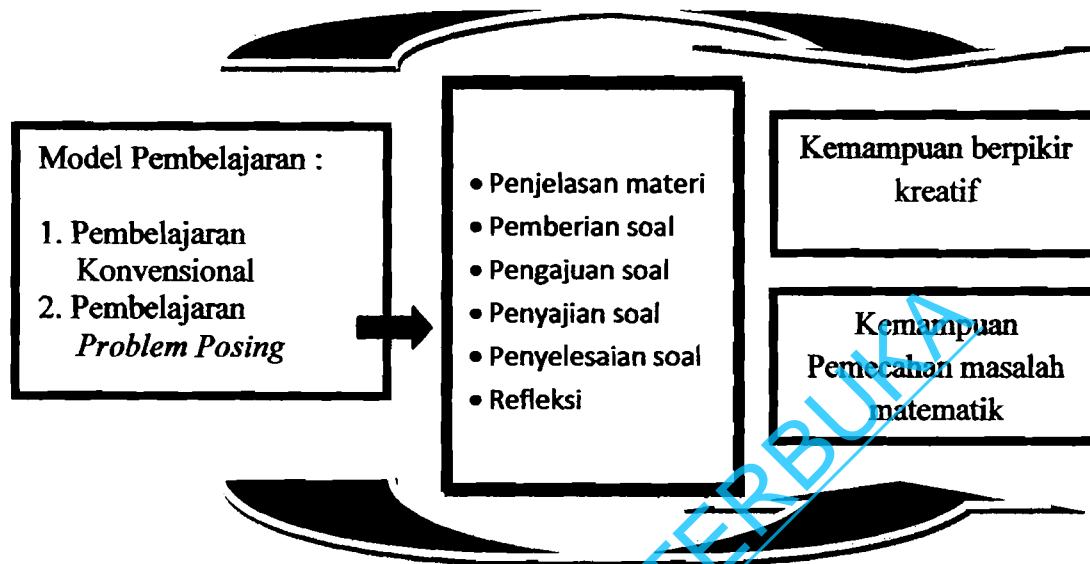 Model Pembelajaran :
1. Pembelajaran
Konvensional
2. Pembelajaran
Problem Posing
• Penjelasan materi
• Pemberian soal
• Pengajuan soal
• Penyajian soal
• Penyelesaian soal
• Refleksi
Kemampuan berpikir
kreatif
Kemampuan
Pemecahan masalah
matematik
TERBUKA